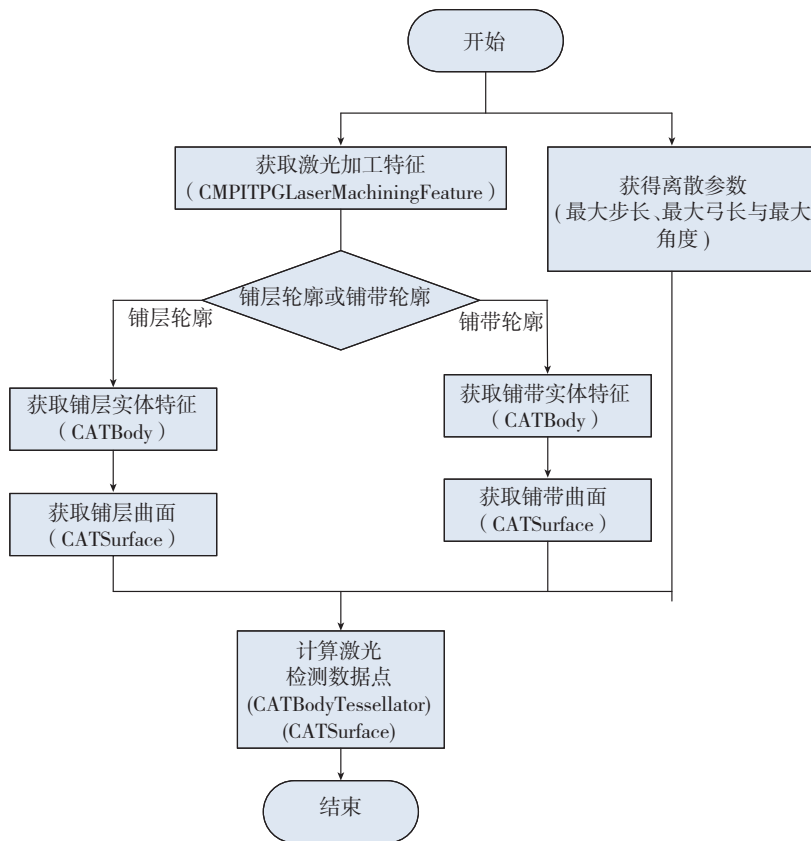 开始
获取激光加工特征
（CMPITPGLaserMachiningFeature）
获得离散参数
(最大步长、最大弓长与最大
角度)
铺层轮廓或铺带轮廓
铺层轮廓
铺带轮廓
获取铺层实体特征
（CATBody）
获取铺带实体特征
（CATBody）
获取铺层曲面
（CATSurface）
获取铺带曲面
（CATSurface）
计算激光
检测数据点
(CATBodyTessellator)
(CATSurface)
结束